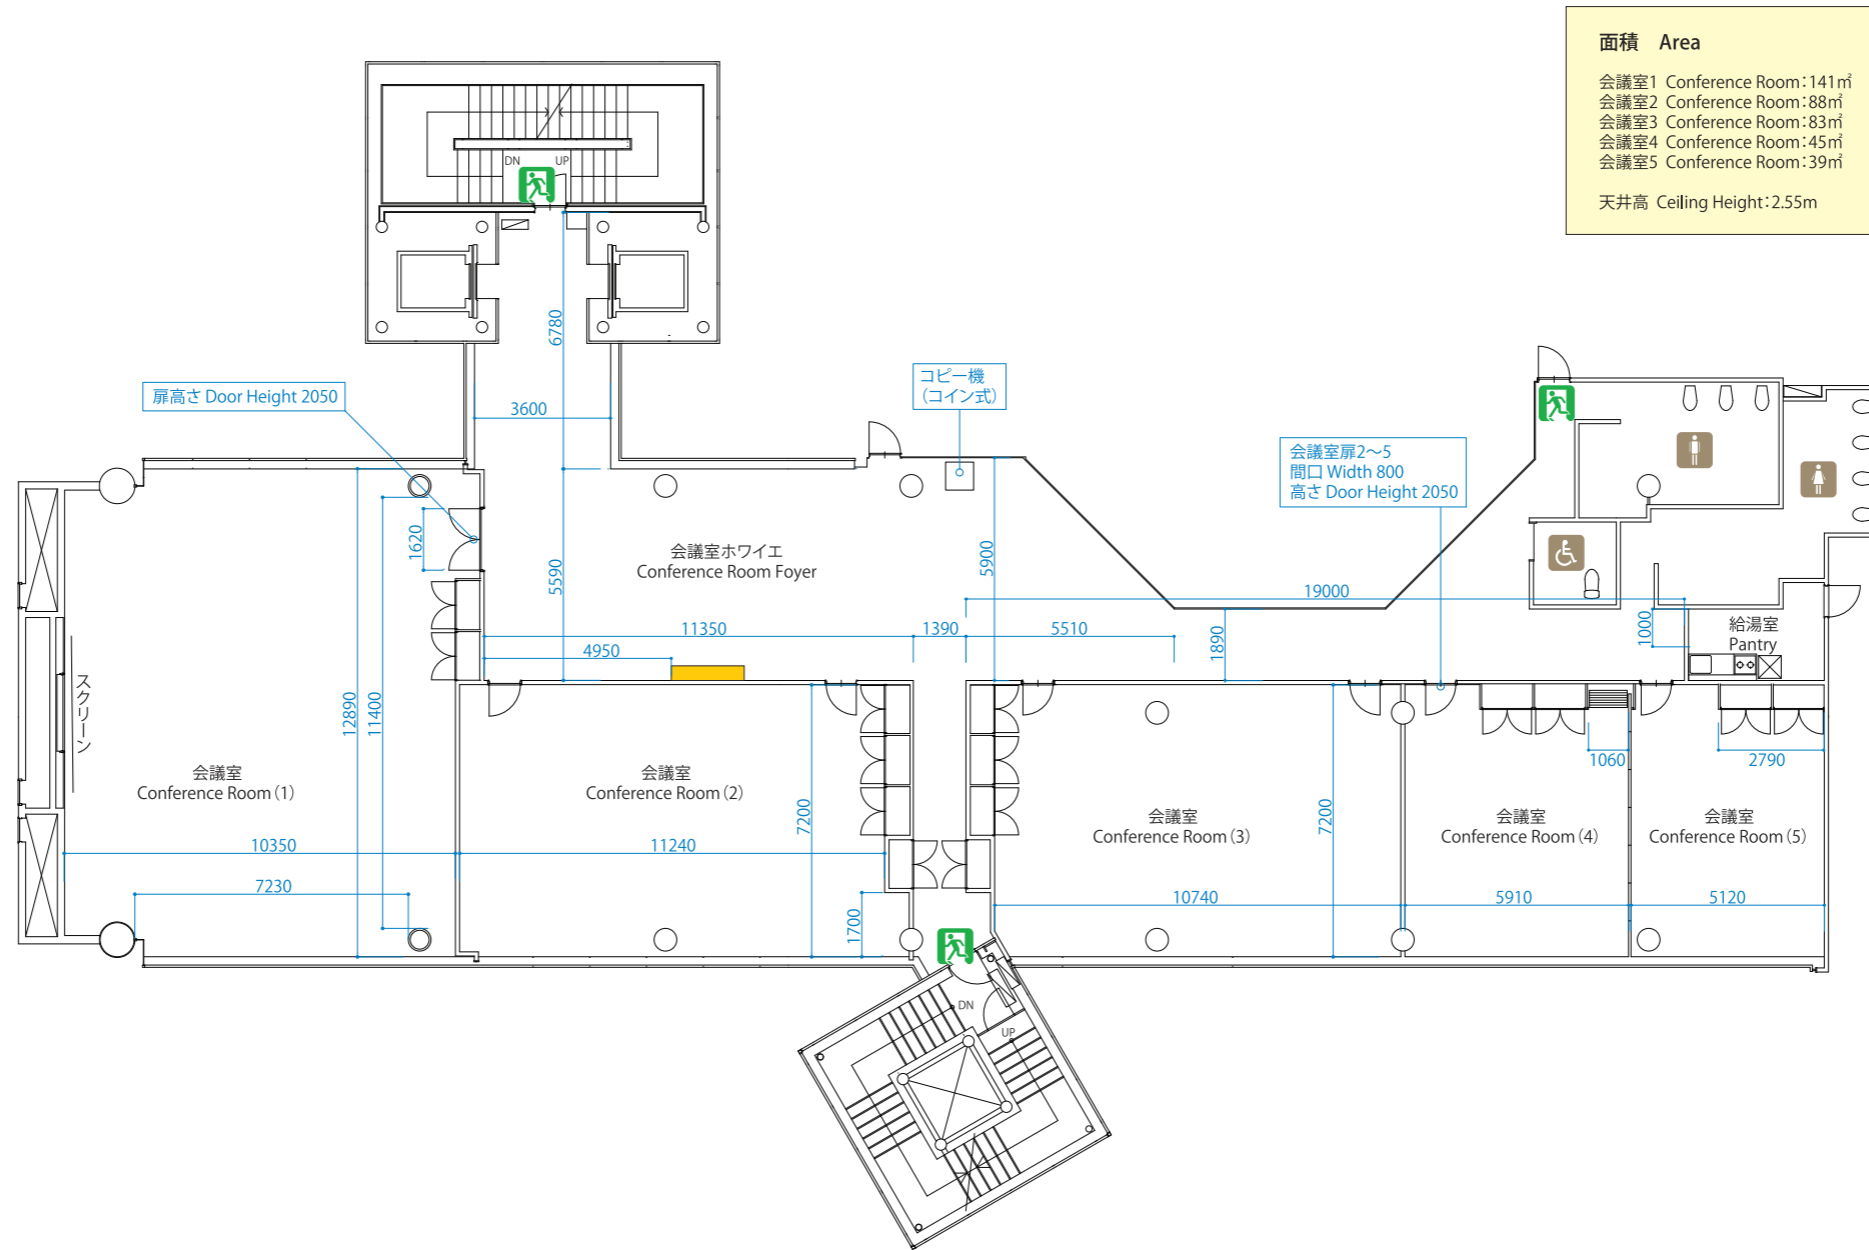 面積 Area
会議室1 Conference Room:141㎡
会議室2 Conference Room:88㎡
会議室3 Conference Room:83㎡
会議室4 Conference Room:45㎡
会議室5 Conference Room:39㎡
天井高 Ceiling Height:2.55m
DN UP
6780
扉高さ Door Height 2050
3600
コピー機
(コイン式)
会議室扉2～5
間口 Width 800
高さ Door Height 2050
1620
5590
会議室ホワイエ
Conference Room Foyer
5900
19000
11350
1390
5510
1890
1000
給湯室
Pantry
4950
スクリーン
12890
11400
会議室
Conference Room (1)
会議室
Conference Room (2)
7200
会議室
Conference Room (3)
7200
1060
2790
会議室
Conference Room (4)
会議室
Conference Room (5)
10350
11240
7230
1700
10740
5910
5120
DN
UP